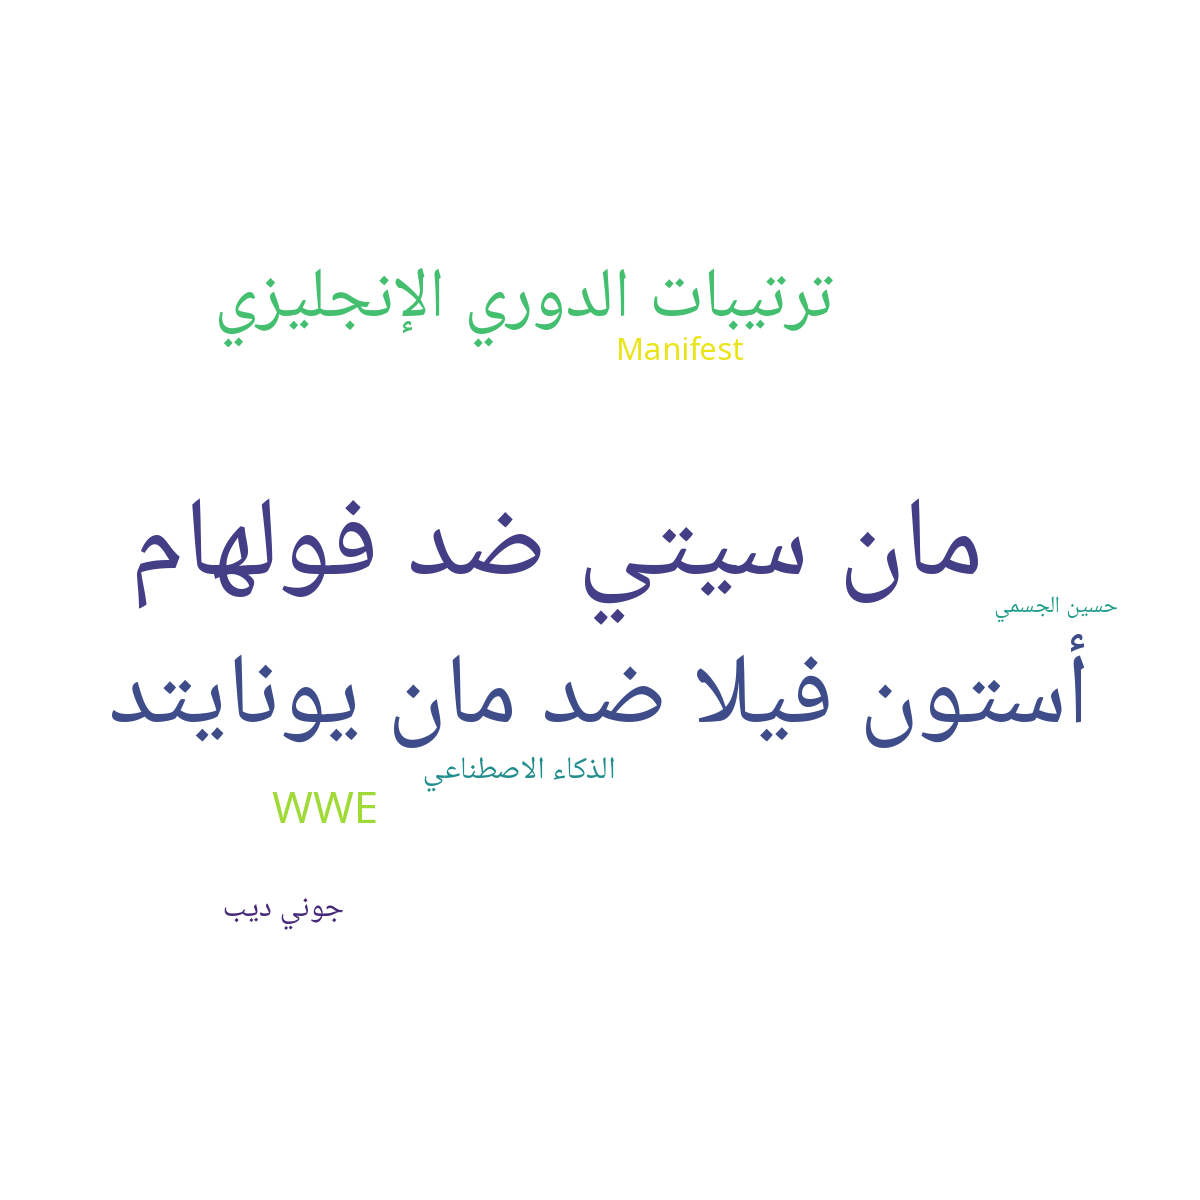 ترتيبات الدوري الإنجليزي
Manifest
مان سيتي ضد فولهام
حسين الجسمي
أستون فيلا ضد مان يونايتد
الذكاء الاصطناعي
WWE
جوني ديب